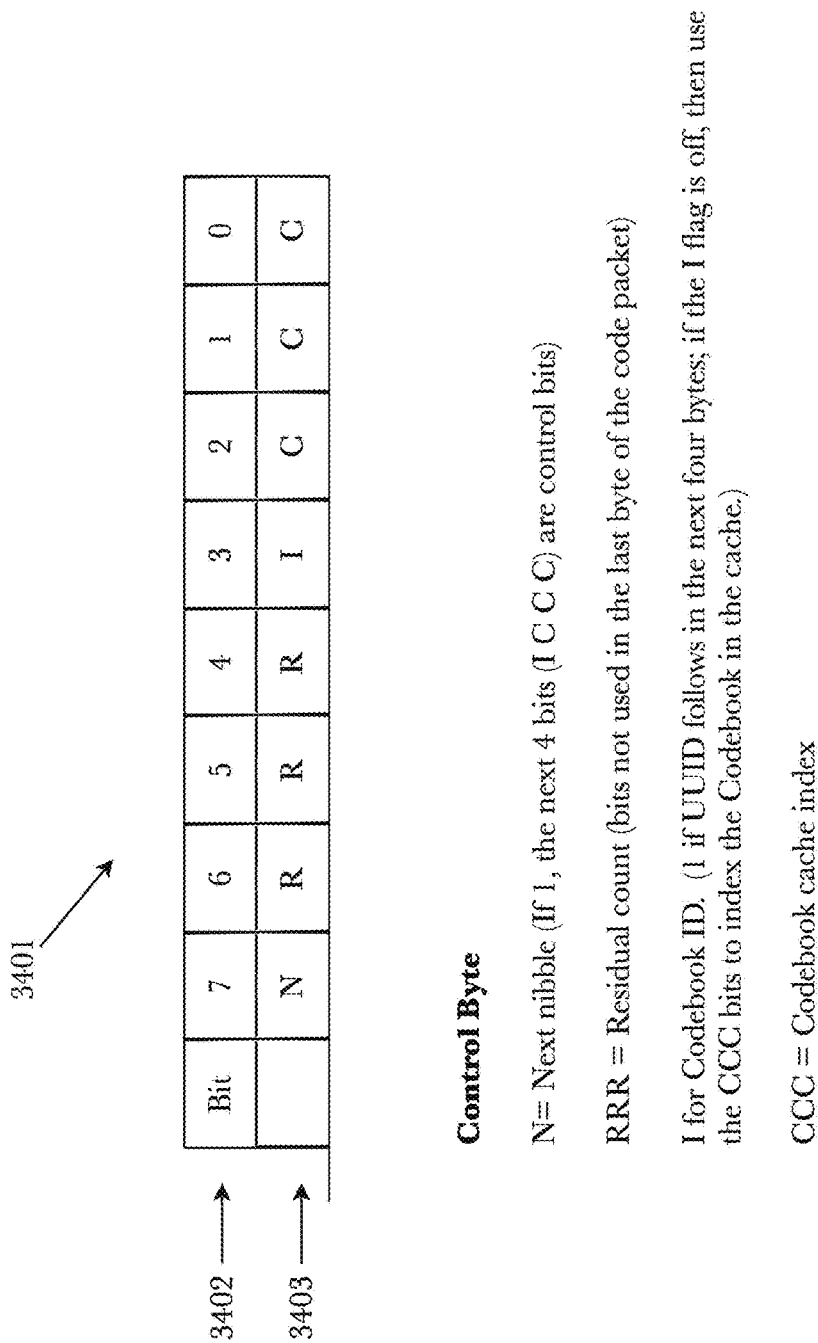 3401
3402
Bit 7 6 5 4 3 2 1 0
3403
N R R R I C C C
Control Byte
N= Next nibble (If 1, the next 4 bits (I C C C) are control bits)
RRR = Residual count (bits not used in the last byte of the code packet)
I for Codebook ID. (1 if UUID follows in the next four bytes; if the I flag is off, then use
the CCC bits to index the Codebook in the cache.)
CCC = Codebook cache index